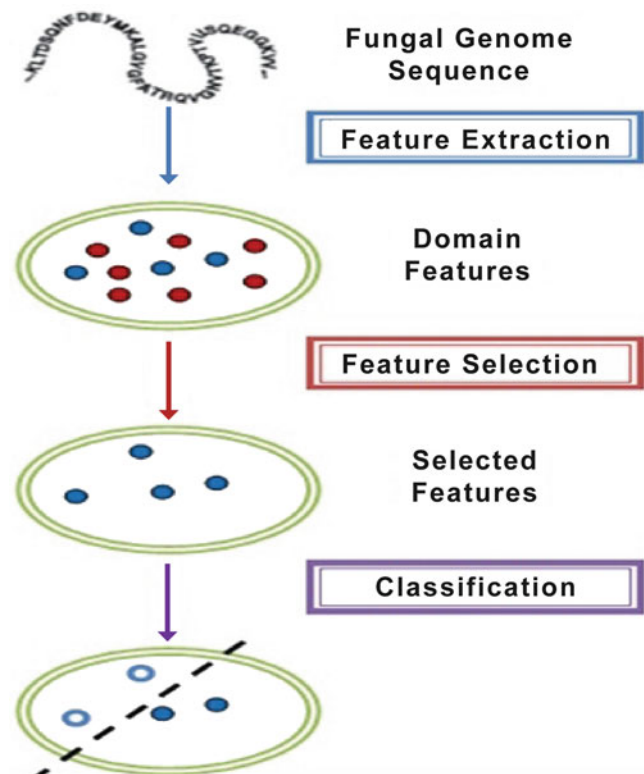 Fungal Genome
Sequence
Feature Extraction
Domain
Features
Feature Selection
Selected
Features
Classification